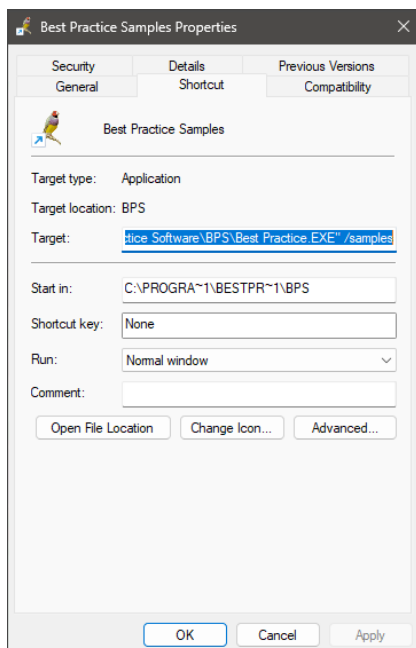 Best Practice Samples Properties
Security Details Previous Versions
General Shortcut Compatibility
Best Practice Samples
Target type: Application
Target location: BPS
Target: tice Software\BPS\Best Practice.EXE" /samples
Start in: C:\PROGRA~1\BESTPR~1\BPS
Shortcut key: None
Run: Normal window
Comment:
Open File Location Change Icon... Advanced...
OK Cancel Apply